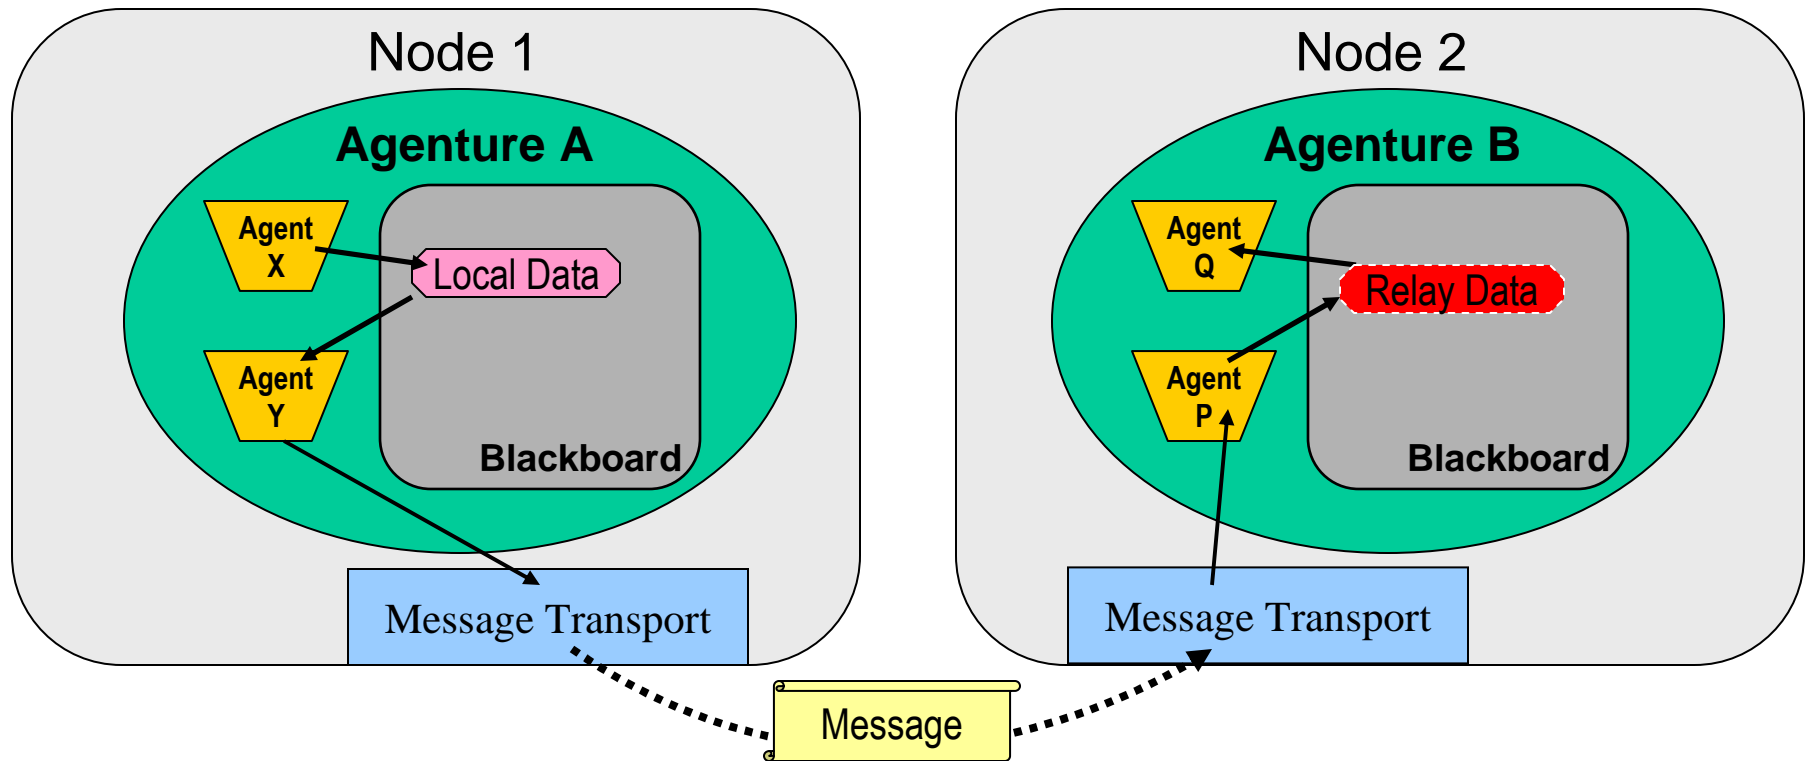 Node 1
Agenture A
Agent
X
Local Data
Agent
Y
Blackboard
Message Transport
Node 2
Agenture B
Agent
Q
Relay Data
Agent
P
Blackboard
Message Transport
Message